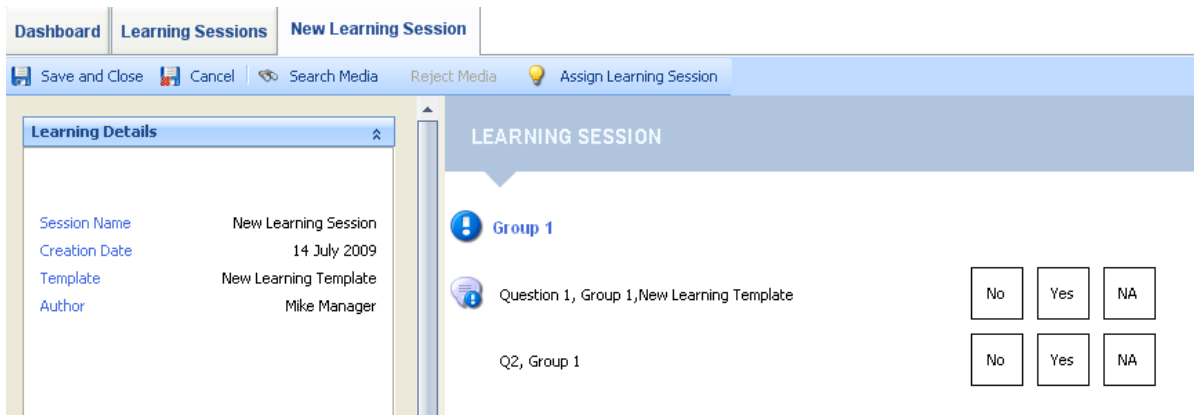 Dashboard Learning Sessions New Learning Session
Save and Close Cancel Search Media Reject Media Assign Learning Session
Learning Details
Session Name New Learning Session
Creation Date 14 July 2009
Template New Learning Template
Author Mike Manager
LEARNING SESSION
Group 1
Question 1, Group 1,New Learning Template No Yes NA
Q2, Group 1 No Yes NA